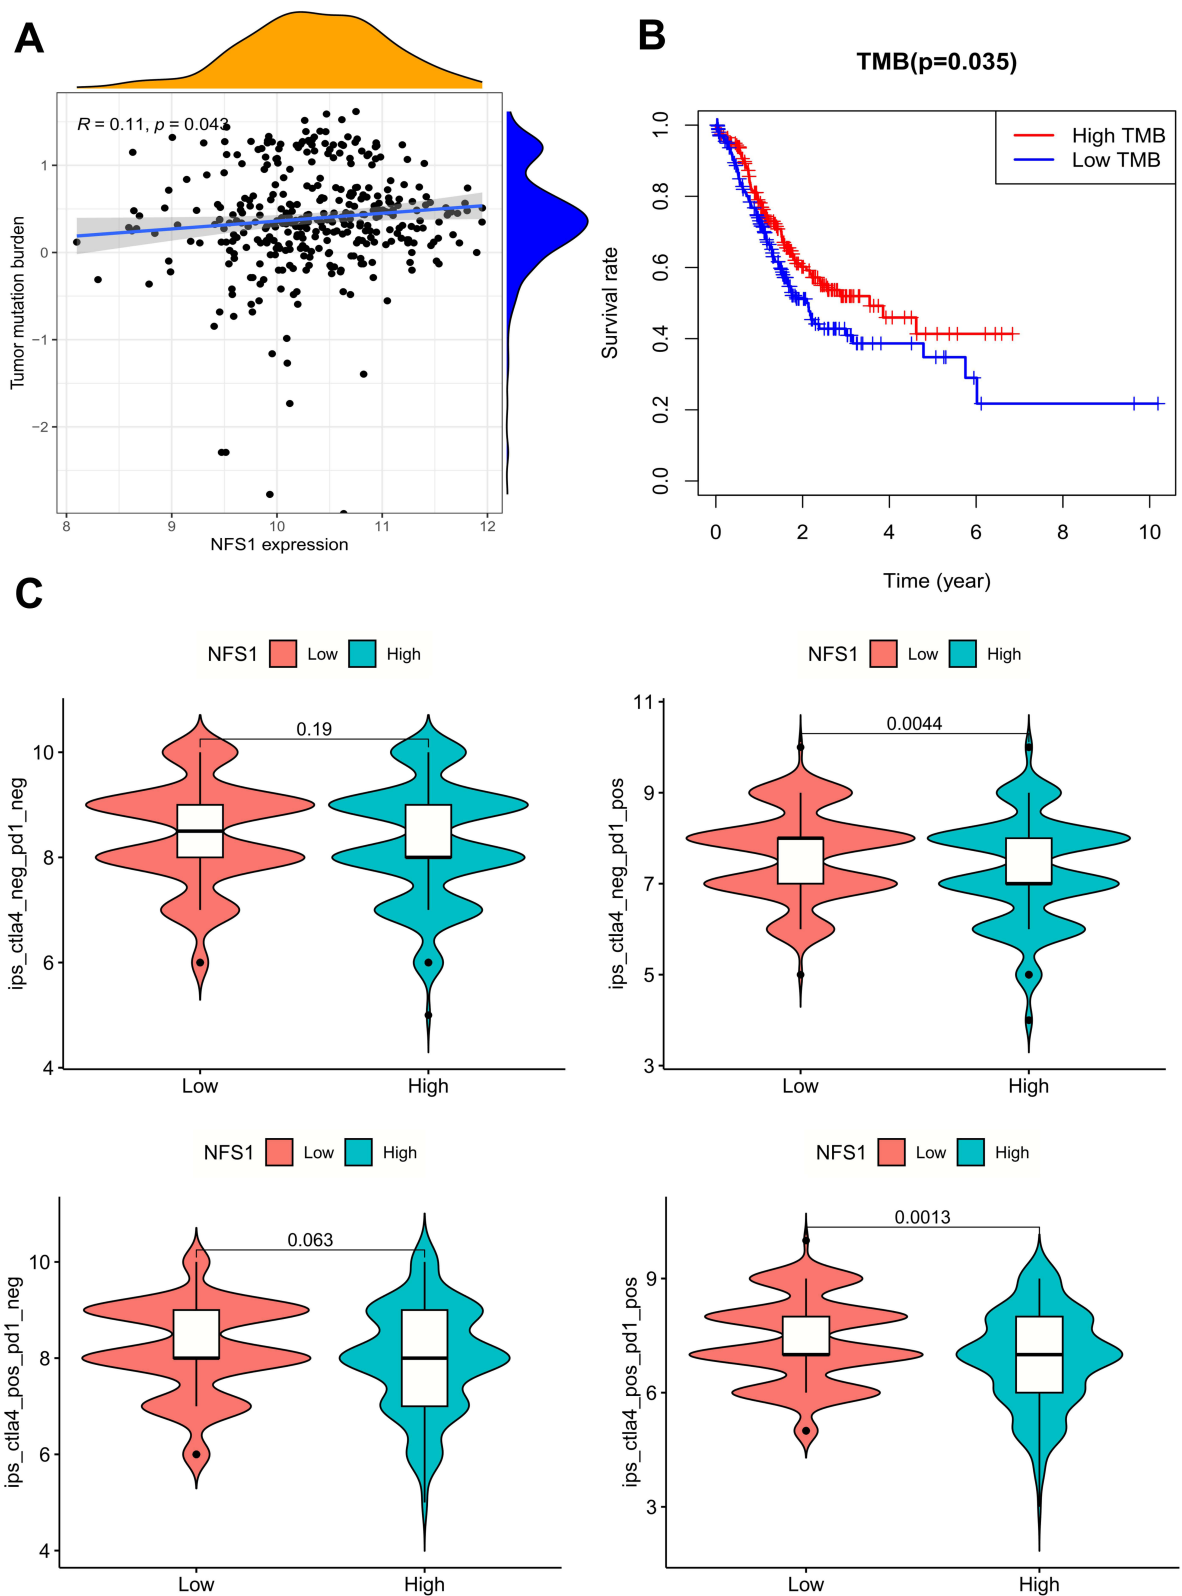 A
R = 0.11, p = 0.043
Tumor mutation burden
1
0
−1
−2
8 9 10 11 12
NFS1 expression
B
TMB(p=0.035)
High TMB
Low TMB
Survival rate
1.0
0.8
0.6
0.4
0.2
0.0
0 2 4 6 8 10
Time (year)
C
NFS1 Low High
0.19
ips_ctla4_neg_pd1_neg
10
8
6
4
Low High
NFS1 Low High
0.0044
ips_ctla4_neg_pd1_pos
11
9
7
5
3
Low High
NFS1 Low High
0.063
ips_ctla4_pos_pd1_neg
10
8
6
4
Low High
NFS1 Low High
0.0013
ips_ctla4_pos_pd1_pos
9
6
3
Low High